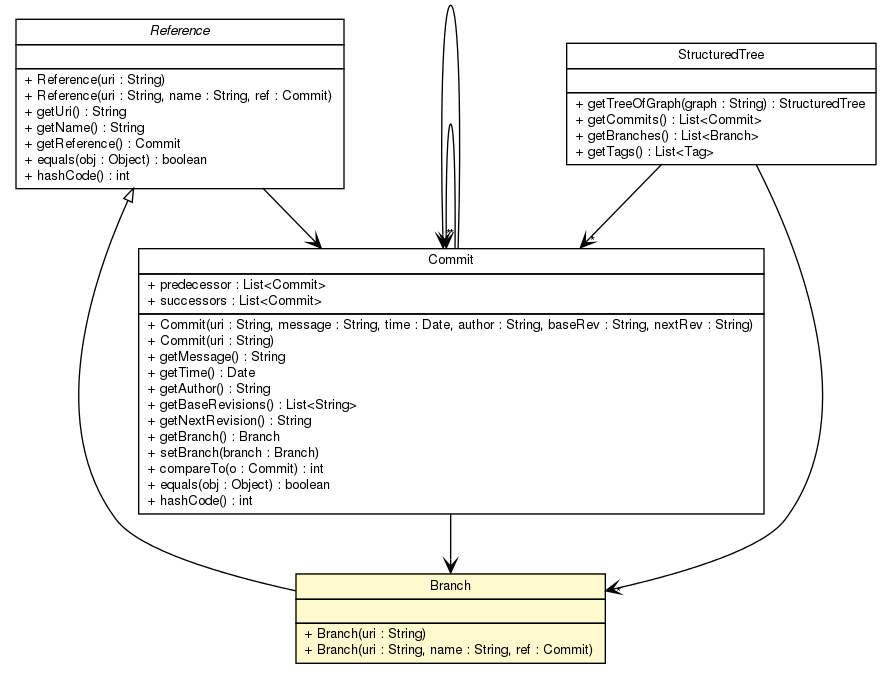 Reference
+ Reference(uri : String)
+ Reference(uri : String, name : String, ref : Commit)
+ getUri() : String
+ getName() : String
+ getReference() : Commit
+ equals(obj : Object) : boolean
+ hashCode() : int
StructuredTree
+ getTreeOfGraph(graph : String) : StructuredTree
+ getCommits() : List<Commit>
+ getBranches() : List<Branch>
+ getTags() : List<Tag>
*
*
*
Commit
+ predecessor : List<Commit>
+ successors : List<Commit>
+ Commit(uri : String, message : String, time : Date, author : String, baseRev : String, nextRev : String)
+ Commit(uri : String)
+ getMessage() : String
+ getTime() : Date
+ getAuthor() : String
+ getBaseRevisions() : List<String>
+ getNextRevision() : String
+ getBranch() : Branch
+ setBranch(branch : Branch)
+ compareTo(o : Commit) : int
+ equals(obj : Object) : boolean
+ hashCode() : int
Branch
*
+ Branch(uri : String)
+ Branch(uri : String, name : String, ref : Commit)